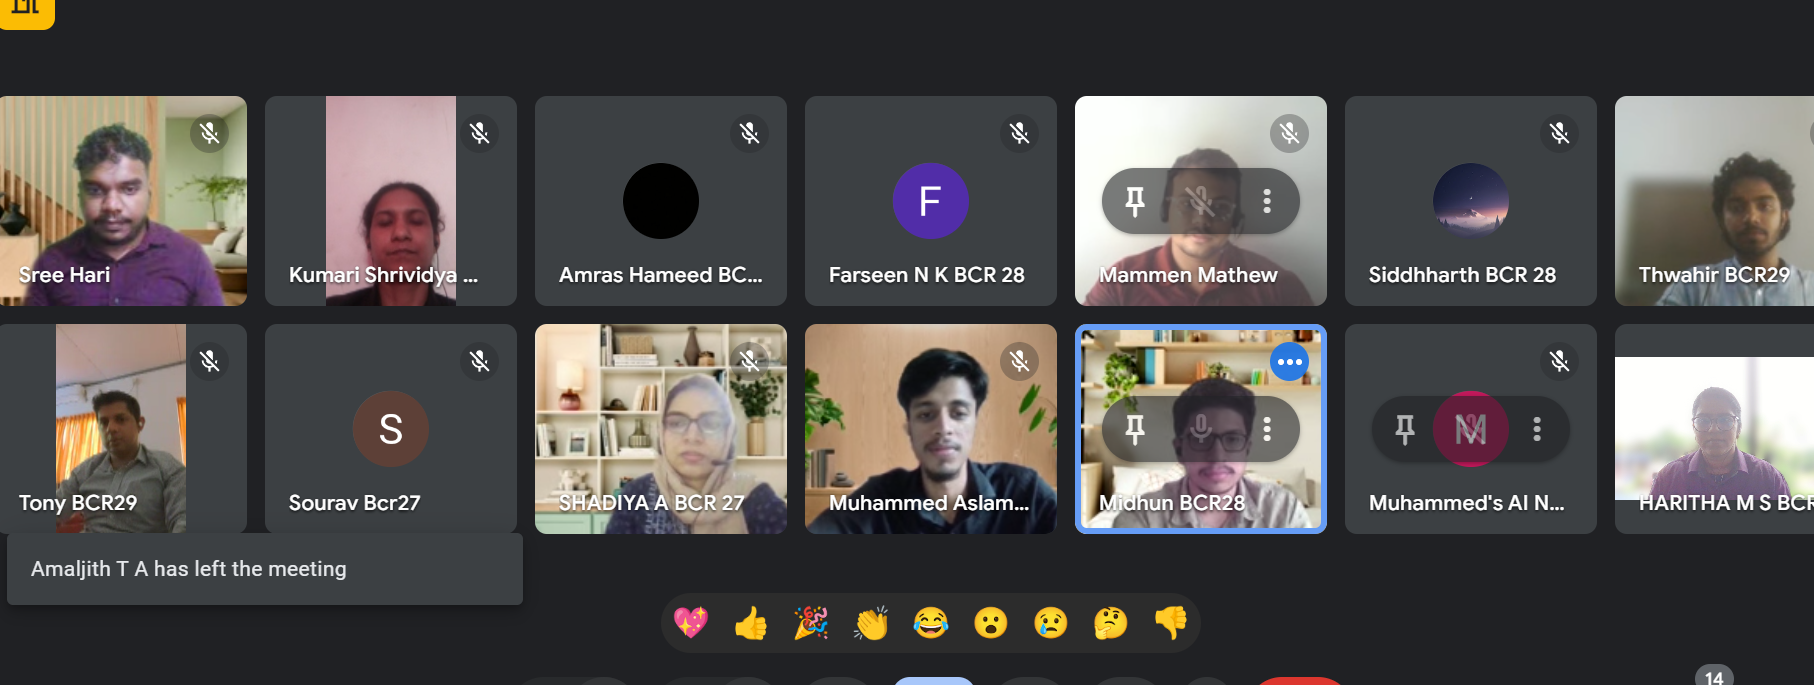 Sree Hari
Kumari Shrividya ...
Amras Hameed BC...
F
Farseen N K BCR 28
Mammen Mathew
Siddhharth BCR 28
Thwahir BCR29
Tony BCR29
S
Sourav Bcr27
SHADIYA A BCR 27
Muhammed Aslam...
Midhun BCR28
M
Muhammed's AI N...
HARITHA M S BCR
Amaljith T A has left the meeting
14